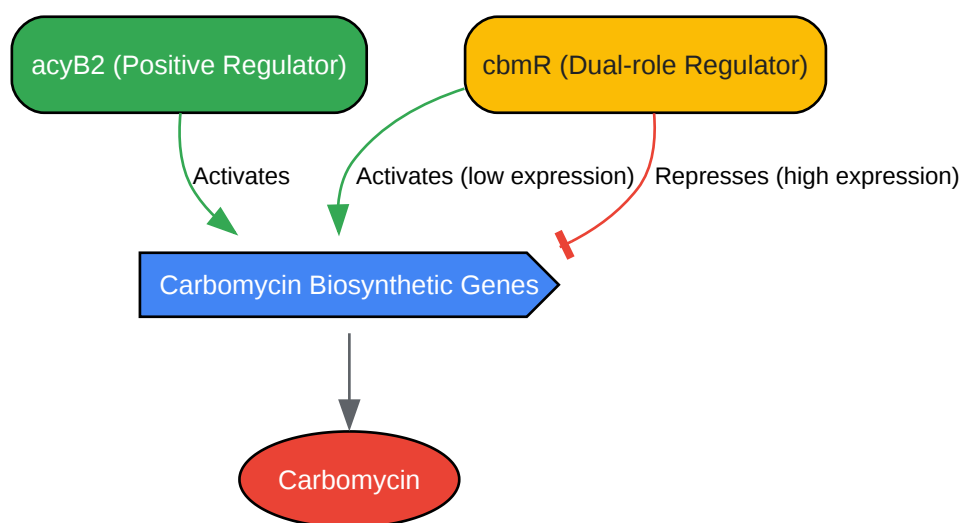 acyB2 (Positive Regulator)
cbmR (Dual-role Regulator)
Activates
Activates (low expression)
Represses (high expression)
Carbomycin Biosynthetic Genes
Carbomycin